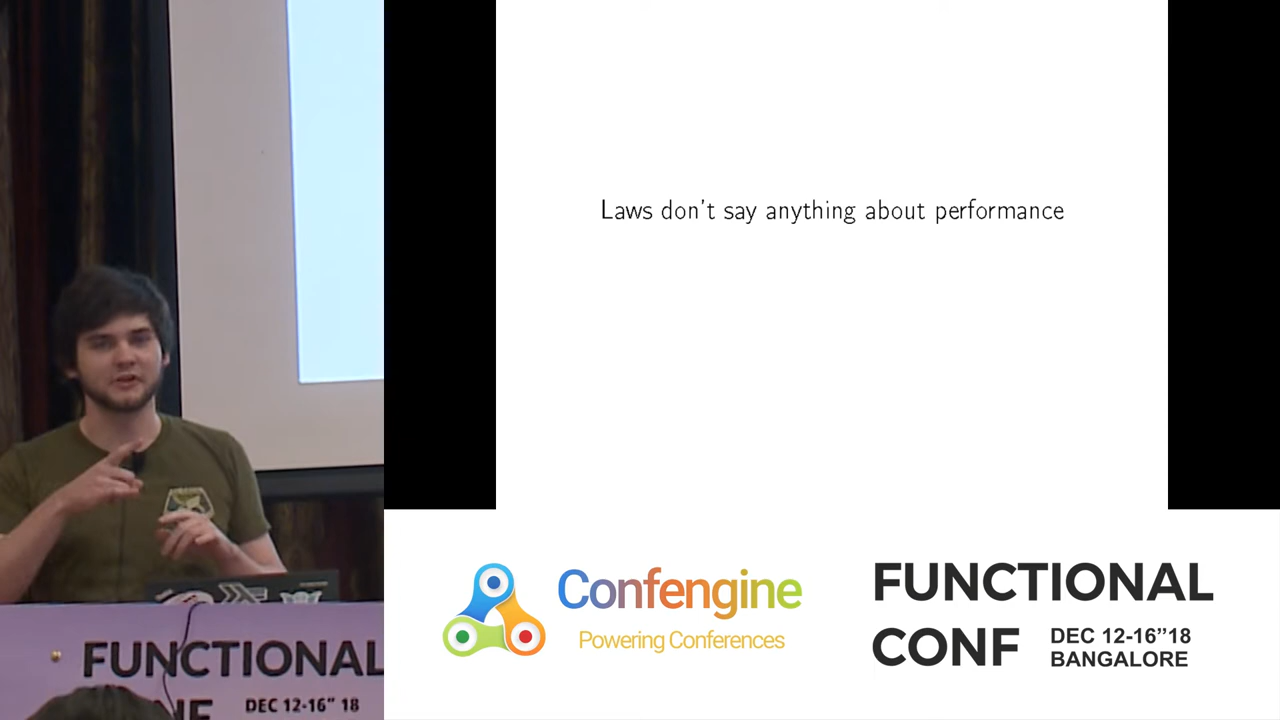 Laws don't say anything about performance
Confengine
Powering Conferences
FUNCTIONAL
CONF
DEC 12-16"18
BANGALORE
FUNCTIONAL
CONF
DEC 12-16" 18